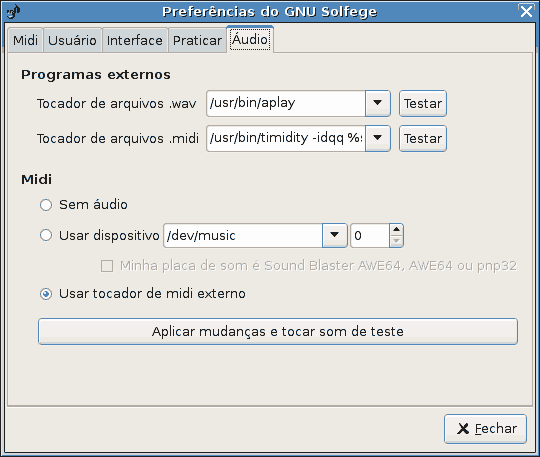 Preferências do GNU Solfege
Midi Usuário Interface Praticar Áudio
Programas externos
Tocador de arquivos .wav /usr/bin/aplay Testar
Tocador de arquivos .midi /usr/bin/timidity -idqq %s Testar
Midi
Sem áudio
Usar dispositivo /dev/music 0
Minha placa de som é Sound Blaster AWE64, AWE64 ou pnp32
Usar tocador de midi externo
Aplicar mudanças e tocar som de teste
Fechar